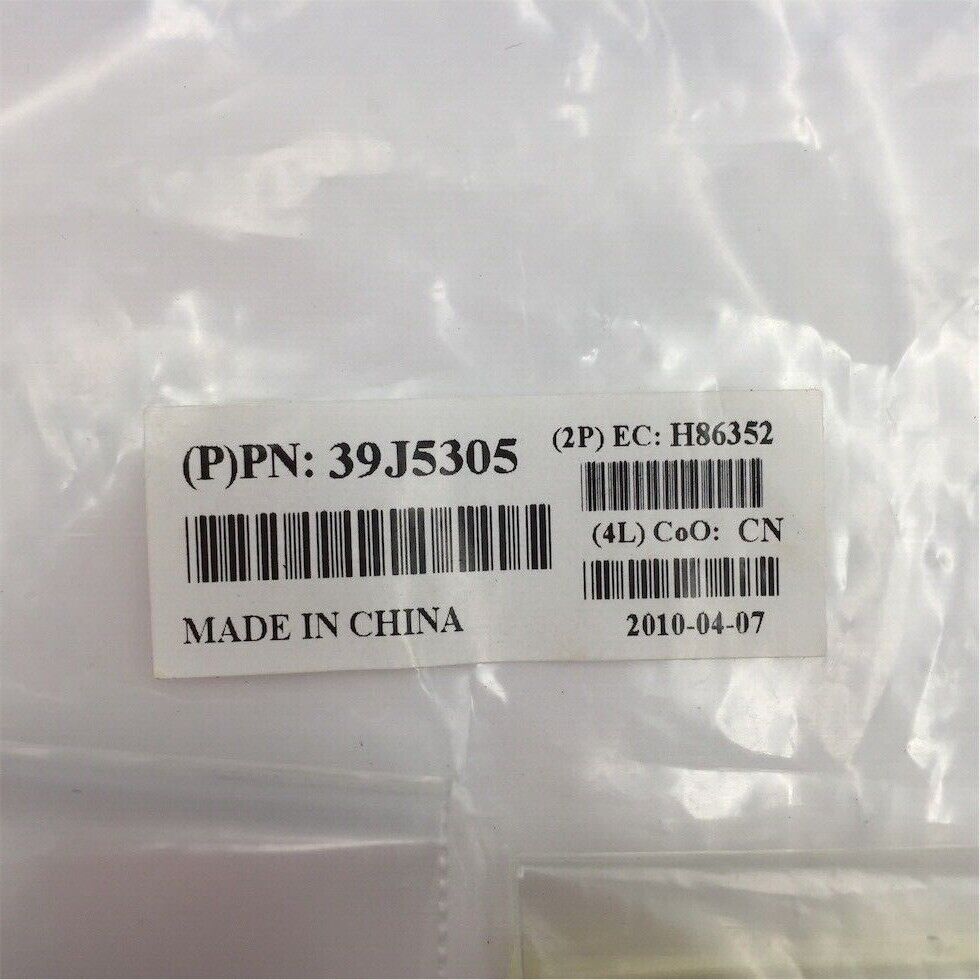 (P)PN: 39J5305
MADE IN CHINA
(2P) EC: H86352
(4L) CoO: CN
2010-04-07